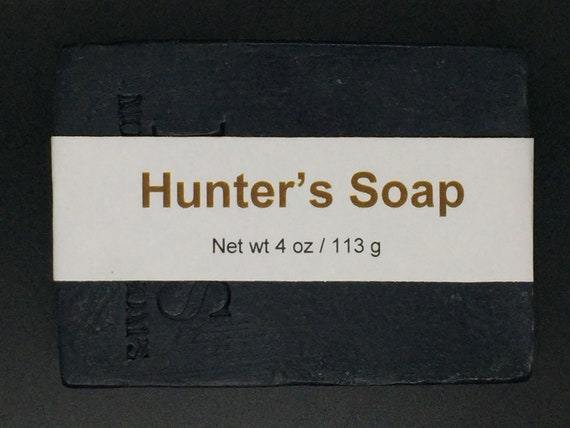 Hunter's Soap
Net wt 4 oz / 113 g